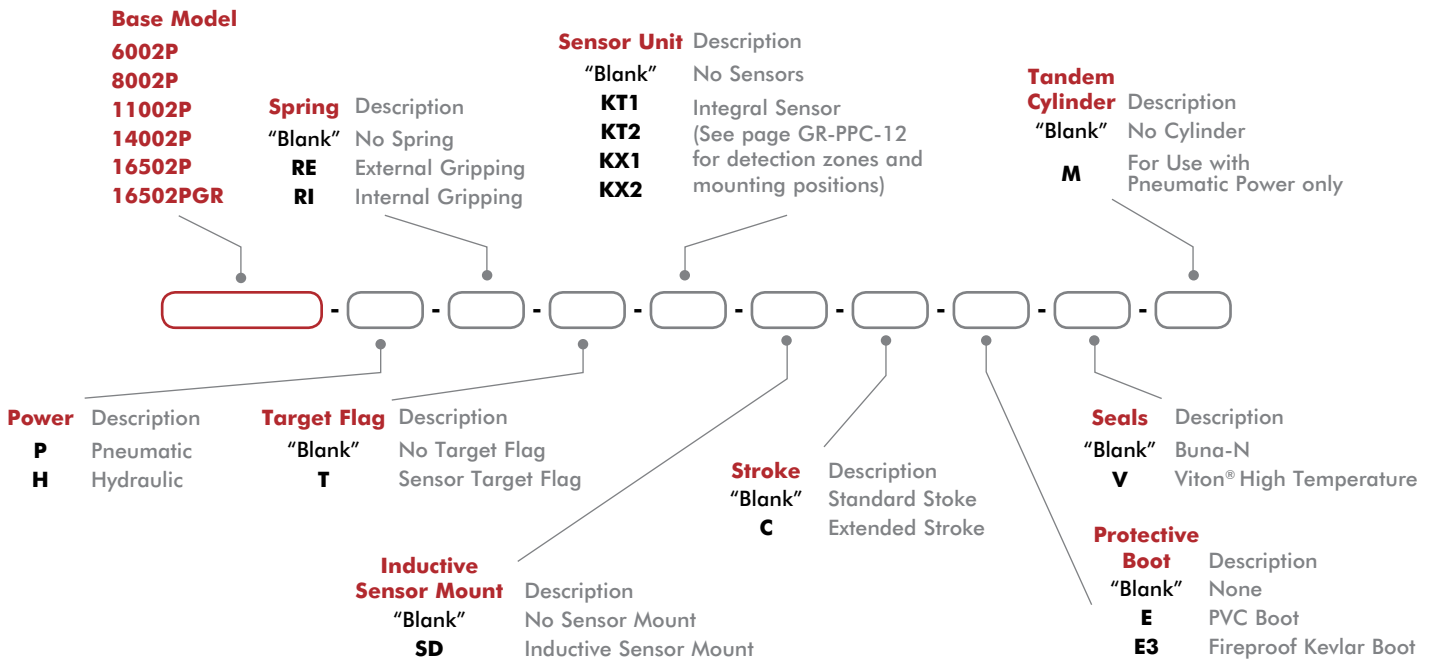 Base Model
6002P
8002P
11002P
14002P
16502P
16502PGR
Spring Description
“Blank” No Spring
RE External Gripping
RI Internal Gripping
Sensor Unit Description
“Blank” No Sensors
KT1 Integral Sensor
KT2 (See page GR-PPC-12
KX1 for detection zones and
KX2 mounting positions)
Tandem
Cylinder Description
“Blank” No Cylinder
M For Use with
Pneumatic Power only
- - - - - - - - -
Power Description
P Pneumatic
H Hydraulic
Target Flag Description
“Blank” No Target Flag
T Sensor Target Flag
Inductive
Sensor Mount Description
“Blank” No Sensor Mount
SD Inductive Sensor Mount
Stroke Description
“Blank” Standard Stoke
C Extended Stroke
Protective
Boot Description
“Blank” None
E PVC Boot
E3 Fireproof Kevlar Boot
Seals Description
“Blank” Buna-N
V Viton® High Temperature